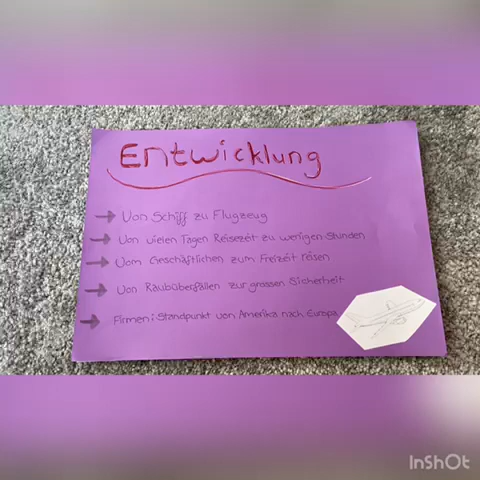 Entwicklung
→ Von Schiff zu Flugzeug
→ Von vielen Tagen Reisezeit zu wenigen Stunden
→ Vom Geschäftlichen zum Freizeit reisen
→ Von Raubüberfällen zur grossen Sicherheit
→ Firmen: Standpunkt von Amerika nach Europa
InShOt